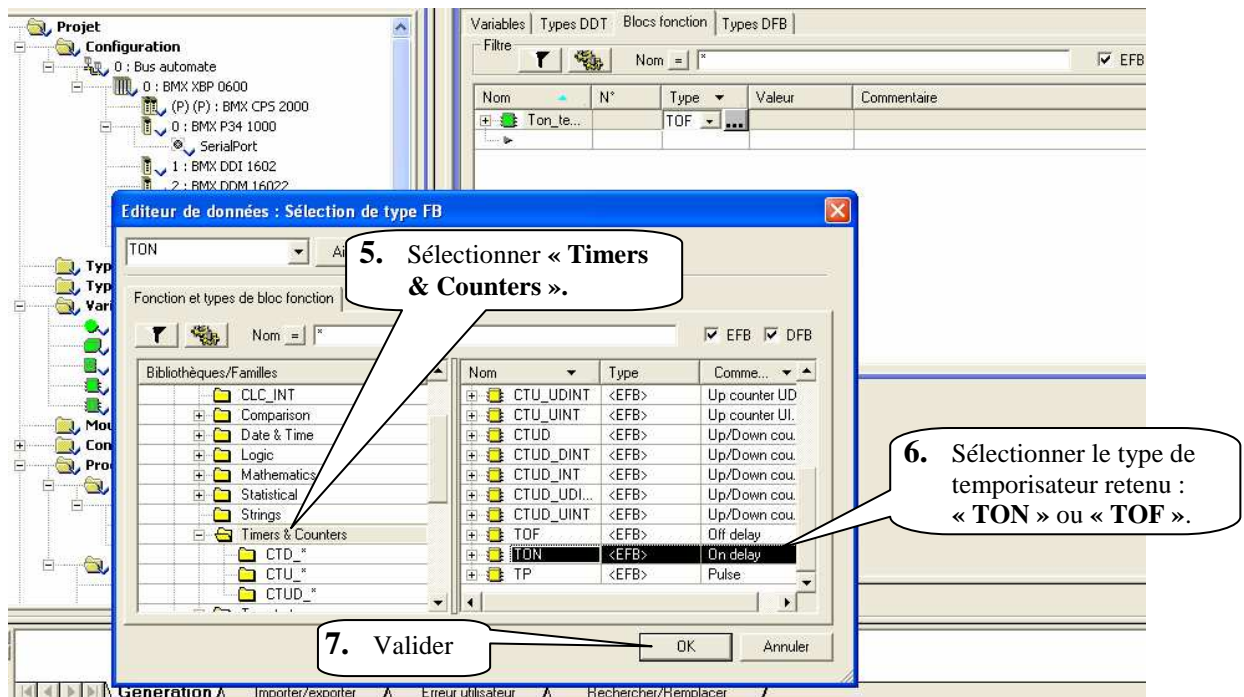 Projet
Configuration
0 : Bus automate
0 : BMX XBP 0600
(P) (P) : BMX CPS 2000
0 : BMX P34 1000
SerialPort
1 : BMX DDI 1602
2 : BMX DDM 16022
Variables Types DDT Blocs fonction Types DFB
Filtre
Nom = * EFB
Nom N° Type Valeur Commentaire
Ton_te... TOF ...
Editeur de données : Sélection de type FB
TON
5. Sélectionner « Timers
& Counters ».
Fonction et types de bloc fonction
Nom = * EFB DFB
Bibliothèques/Familles
CLC_INT
Comparison
Date & Time
Logic
Mathematics
Statistical
Strings
Timers & Counters
CTD_*
CTU_*
CTUD_*
Nom Type Comme...
CTU_UDINT <EFB> Up counter UD
CTU_UINT <EFB> Up counter UI.
CTUD <EFB> Up/Down cou.
CTUD_DINT <EFB> Up/Down cou.
CTUD_INT <EFB> Up/Down cou.
CTUD_UDI... <EFB> Up/Down cou.
CTUD_UINT <EFB> Up/Down cou.
TOF <EFB> Off delay
TON <EFB> On delay
TP <EFB> Pulse
6. Sélectionner le type de
temporisateur retenu :
« TON » ou « TOF ».
7. Valider
OK Annuler
Typ
Typ
Vari
Mou
Con
Pro
Génération Importer/exporter Erreur utilisateur Rechercher/Remplacer